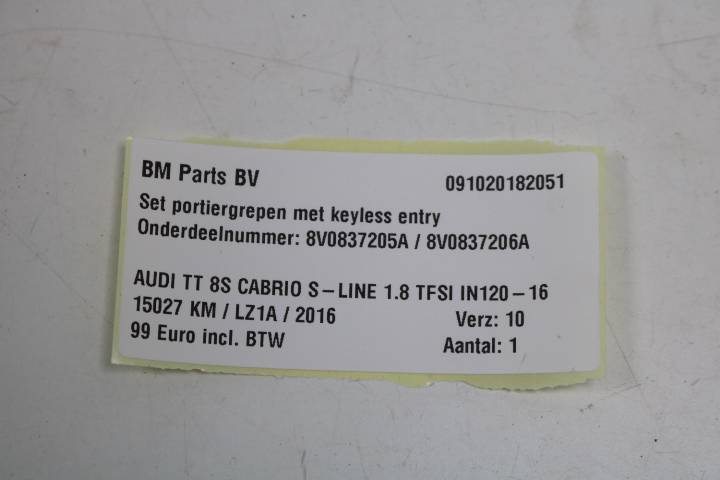 BM Parts BV 091020182051
Set portiergrepen met keyless entry
Onderdeelnummer: 8V0837205A / 8V0837206A
AUDI TT 8S CABRIO S-LINE 1.8 TFSI IN120-16
15027 KM / LZ1A / 2016 Verz: 10
99 Euro incl. BTW Aantal: 1